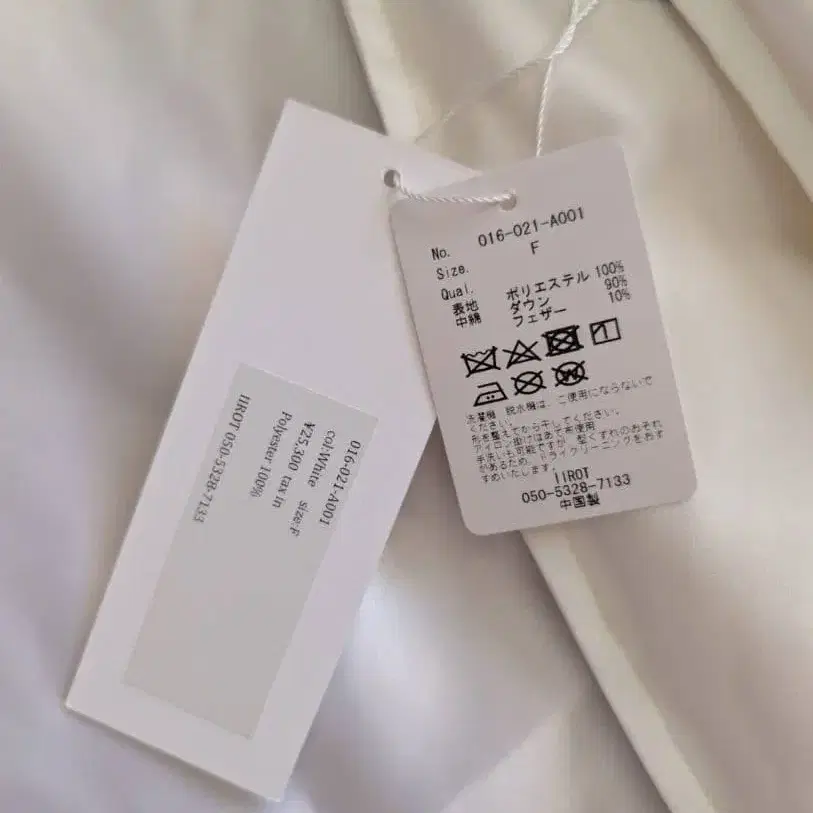 No. 016-021-A001
Size. F
Qual.
表地 ポリエステル 100%
中綿 ダウン 90%
フェザー 10%
洗濯機、脱水機は、ご使用にならないで
ください。
形を整えてから干してください。
アイロン掛けはあて布使用
手洗いも可能ですが、型くずれのおそれ
があるため、ドライクリーニングをおす
すめいたします。
IIROT
050-5328-7133
中国製
016-021-A001
col:White size:F
¥25,300 tax in
Polyester 100%
IIROT 050-5328-7133